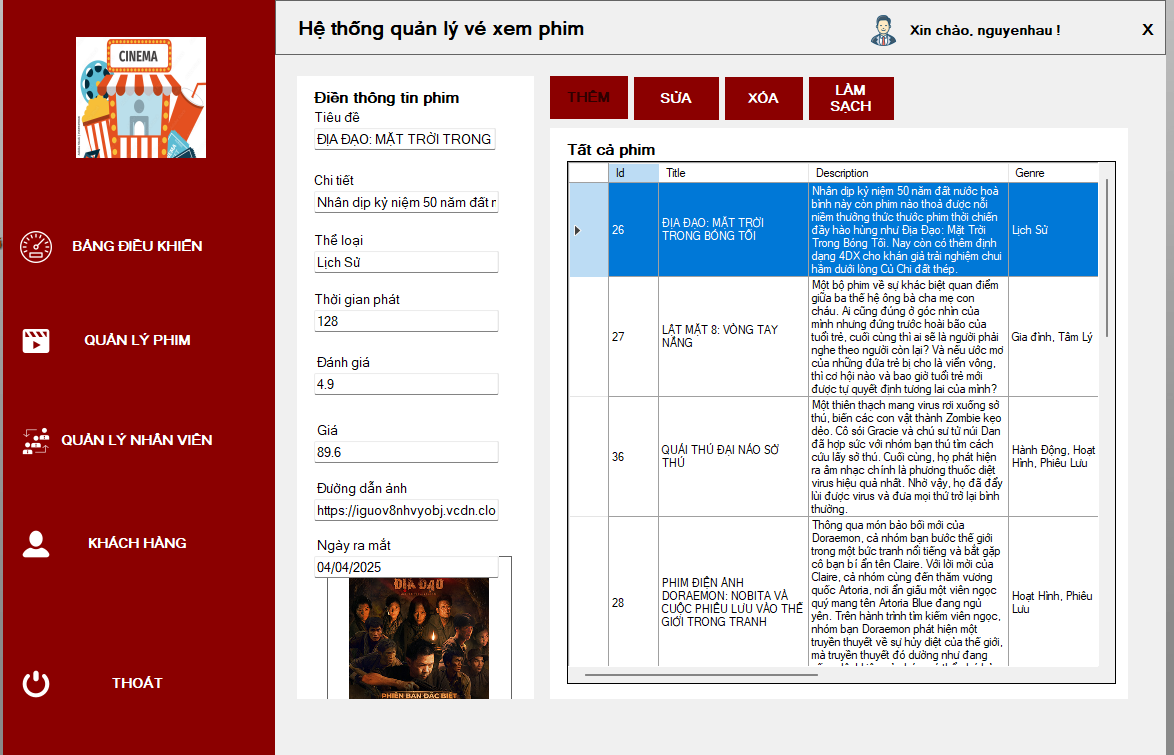 CINEMA
Hệ thống quản lý vé xem phim
Xin chào, nguyenhau !
X
BẢNG ĐIỀU KHIỂN
QUẢN LÝ PHIM
QUẢN LÝ NHÂN VIÊN
KHÁCH HÀNG
THOÁT
Điền thông tin phim
Tiêu đề
ĐỊA ĐẠO: MẶT TRỜI TRONG
Chi tiết
Nhân dịp kỷ niệm 50 năm đất r
Thể loại
Lịch Sử
Thời gian phát
128
Đánh giá
4.9
Giá
89.6
Đường dẫn ảnh
https://iguov8nhvyobj.vcdn.clo
Ngày ra mắt
04/04/2025
ĐỊA ĐẠO
PHIÊN BẢN ĐẶC BIỆT
THÊM
SỬA
XÓA
LÀM
SẠCH
Tất cả phim
Id Title Description Genre
26
ĐỊA ĐẠO: MẶT TRỜI
TRONG BÓNG TỐI
Nhân dịp kỷ niệm 50 năm đất nước hoà
bình này còn phim nào thoả được nỗi
niềm thưởng thức thước phim thời chiến
đầy hào hùng như Địa Đạo: Mặt Trời
Trong Bóng Tối. Nay còn có thêm định
dạng 4DX cho khán giả trải nghiệm chui
hầm dưới lòng Củ Chi đất thép.
Lịch Sử
27
LẬT MẶT 8: VÒNG TAY
NẮNG
Một bộ phim về sự khác biệt quan điểm
giữa ba thế hệ ông bà cha mẹ con
cháu. Ai cũng đúng ở góc nhìn của
mình nhưng đứng trước hoài bão của
tuổi trẻ, cuối cùng thì ai sẽ là người phải
nghe theo người còn lại? Và nếu ước mơ
của những đứa trẻ bị cho là viển vông,
thì cơ hội nào và bao giờ tuổi trẻ mới
được tự quyết định tương lai của mình?
Gia đình, Tâm Lý
36
QUÁI THÚ ĐẠI NÁO SỞ
THÚ
Một thiên thạch mang virus rơi xuống sở
thú, biến các con vật thành Zombie kẹo
dẻo. Cô sói Gracie và chú sư tử núi Dan
đã hợp sức với nhóm bạn thú tìm cách
cứu lấy sở thú. Cuối cùng, họ phát hiện
ra âm nhạc chính là phương thuốc diệt
virus hiệu quả nhất. Nhờ vậy, họ đã đẩy
lùi được virus và đưa mọi thứ trở lại bình
thường.
Hành Động, Hoạt
Hình, Phiêu Lưu
28
PHIM ĐIỆN ẢNH
DORAEMON: NOBITA VÀ
CUỘC PHIÊU LƯU VÀO THẾ
GIỚI TRONG TRANH
Thông qua món bảo bối mới của
Doraemon, cả nhóm bạn bước thế giới
trong một bức tranh nổi tiếng và bắt gặp
cô bạn bí ẩn tên Claire. Với lời mời của
Claire, cả nhóm cùng đến thăm vương
quốc Artoria, nơi ẩn giấu một viên ngọc
quý mang tên Artoria Blue đang ngủ
yên. Trên hành trình tìm kiếm viên ngọc,
nhóm bạn Doraemon phát hiện một
truyền thuyết về sự hủy diệt của thế giới,
mà truyền thuyết đó dường như đang
Hoạt Hình, Phiêu
Lưu